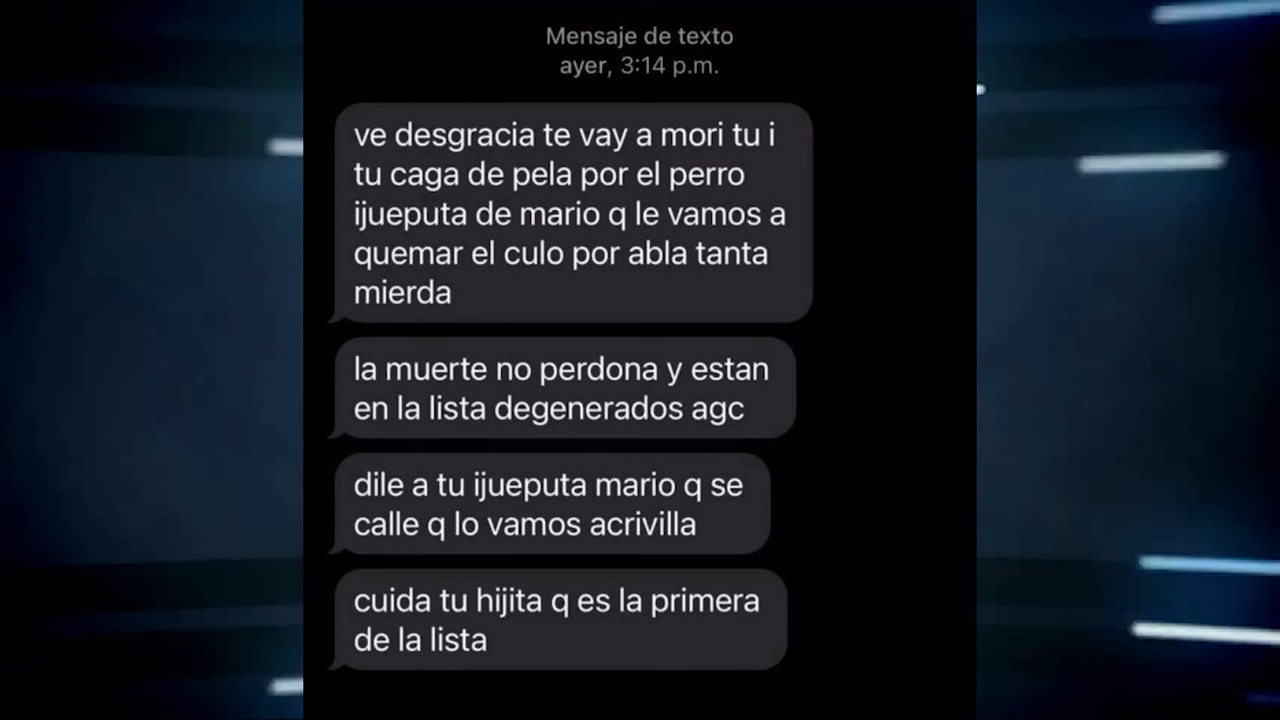 Mensaje de texto
ayer, 3:14 p.m.
ve desgracia te vay a mori tu i
tu caga de pela por el perro
ijueputa de mario q le vamos a
quemar el culo por abla tanta
mierda
la muerte no perdona y estan
en la lista degenerados agc
dile a tu ijueputa mario q se
calle q lo vamos acrivilla
cuida tu hijita q es la primera
de la lista